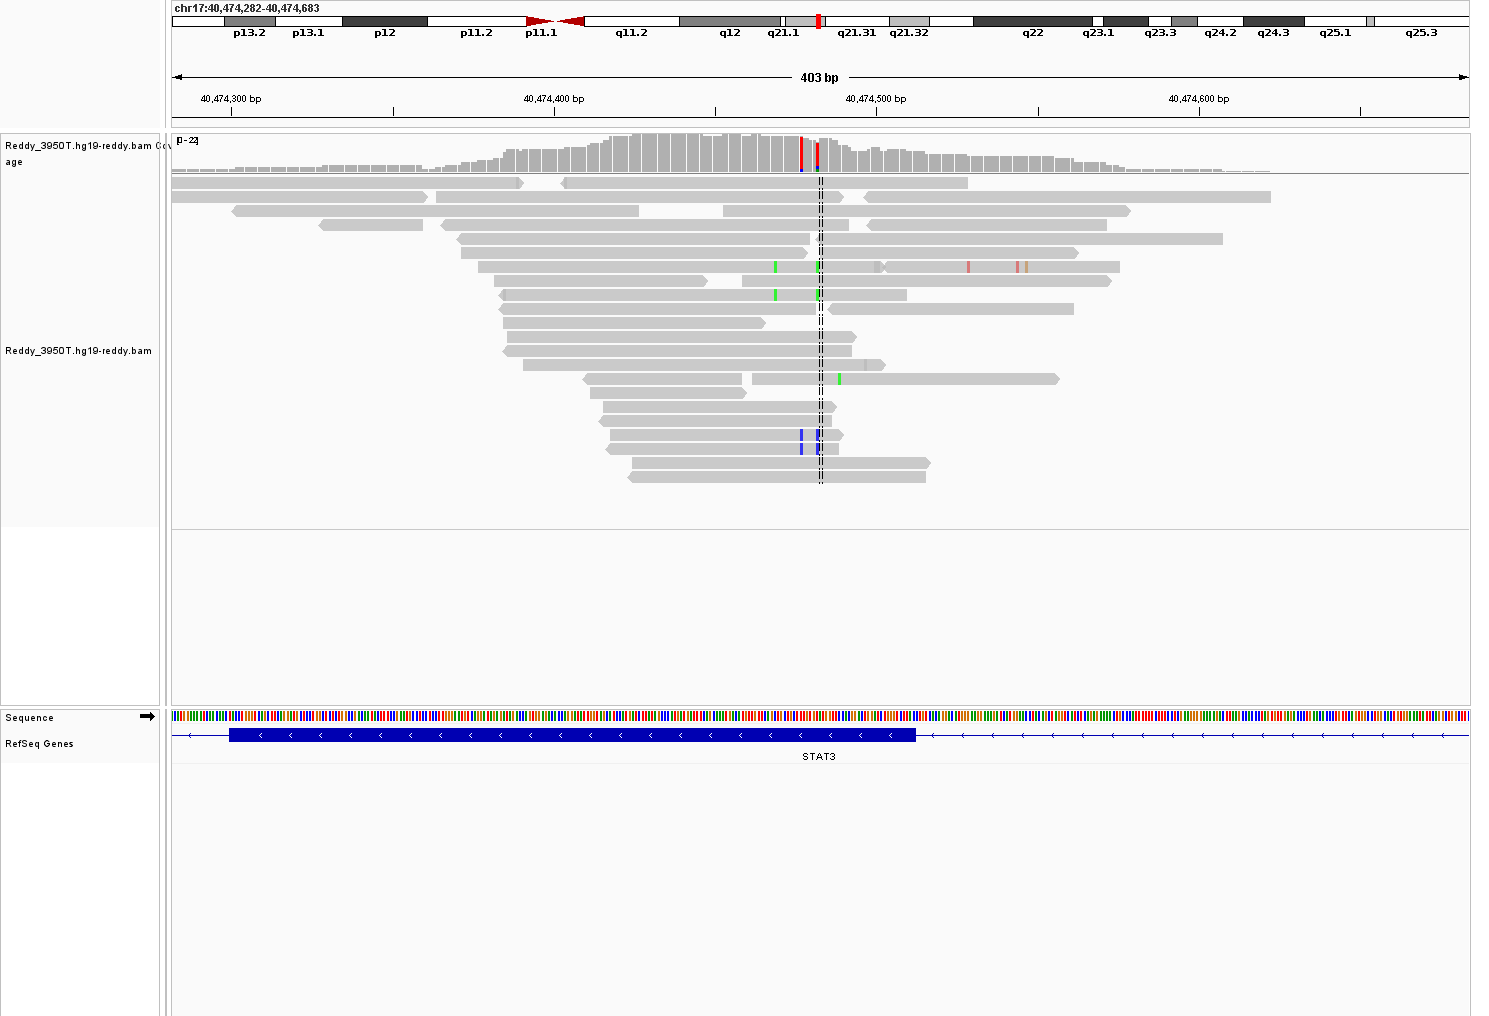 chr17:40,474,282-40,474,683
p13.2 p13.1 p12 p11.2 p11.1 q11.2 q12 q21.1 q21.31 q21.32 q22 q23.1 q23.3 q24.2 q24.3 q25.1 q25.3
403 bp
40,474,300 bp 40,474,400 bp 40,474,500 bp 40,474,600 bp
Reddy_3950T.hg19-reddy.bam Cov
age
[0-22]
Reddy_3950T.hg19-reddy.bam
Sequence
RefSeq Genes
STAT3